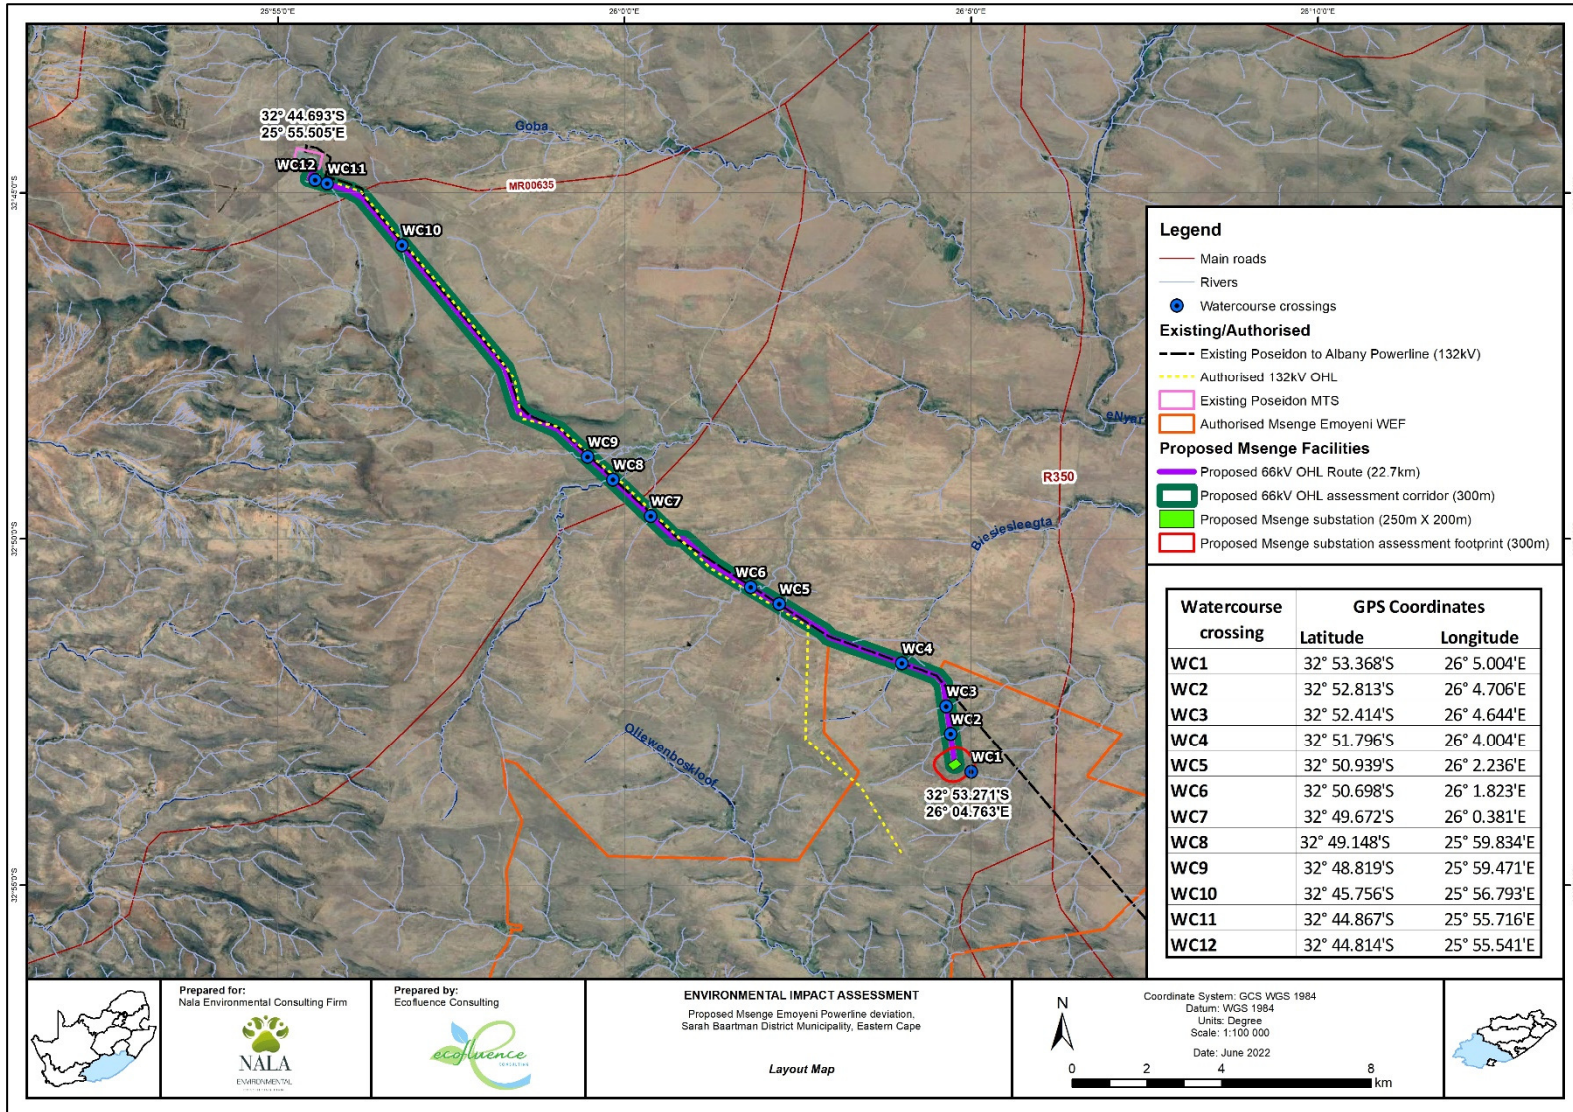 25°55'0"E
26°0'0"E
26°5'0"E
26°10'0"E
32°45'0"S
32°50'0"S
32°55'0"S
32° 44.693'S
25° 55.505'E
WC12
WC11
Goba
MR00635
WC10
WC9
WC8
WC7
R350
Biesiesleegta
WC6
WC5
WC4
WC3
WC2
WC1
Oliewenboskloof
32° 53.271'S
26° 04.763'E
Legend
Main roads
Rivers
Watercourse crossings
Existing/Authorised
Existing Poseidon to Albany Powerline (132kV)
Authorised 132kV OHL
Existing Poseidon MTS
Authorised Msenge Emoyeni WEF
Proposed Msenge Facilities
Proposed 66kV OHL Route (22.7km)
Proposed 66kV OHL assessment corridor (300m)
Proposed Msenge substation (250m X 200m)
Proposed Msenge substation assessment footprint (300m)
Watercourse crossing GPS Coordinates
Latitude Longitude
WC1 32° 53.368'S 26° 5.004'E
WC2 32° 52.813'S 26° 4.706'E
WC3 32° 52.414'S 26° 4.644'E
WC4 32° 51.796'S 26° 4.004'E
WC5 32° 50.939'S 26° 2.236'E
WC6 32° 50.698'S 26° 1.823'E
WC7 32° 49.672'S 26° 0.381'E
WC8 32° 49.148'S 25° 59.834'E
WC9 32° 48.819'S 25° 59.471'E
WC10 32° 45.756'S 25° 56.793'E
WC11 32° 44.867'S 25° 55.716'E
WC12 32° 44.814'S 25° 55.541'E
Prepared for:
Nala Environmental Consulting Firm
NALA
ENVIRONMENTAL
Prepared by:
Ecofluence Consulting
ecofluence
CONSULTING
ENVIRONMENTAL IMPACT ASSESSMENT
Proposed Msenge Emoyeni Powerline deviation,
Sarah Baartman District Municipality, Eastern Cape
Layout Map
N
Coordinate System: GCS WGS 1984
Datum: WGS 1984
Units: Degree
Scale: 1:100 000
Date: June 2022
0 2 4 8
km